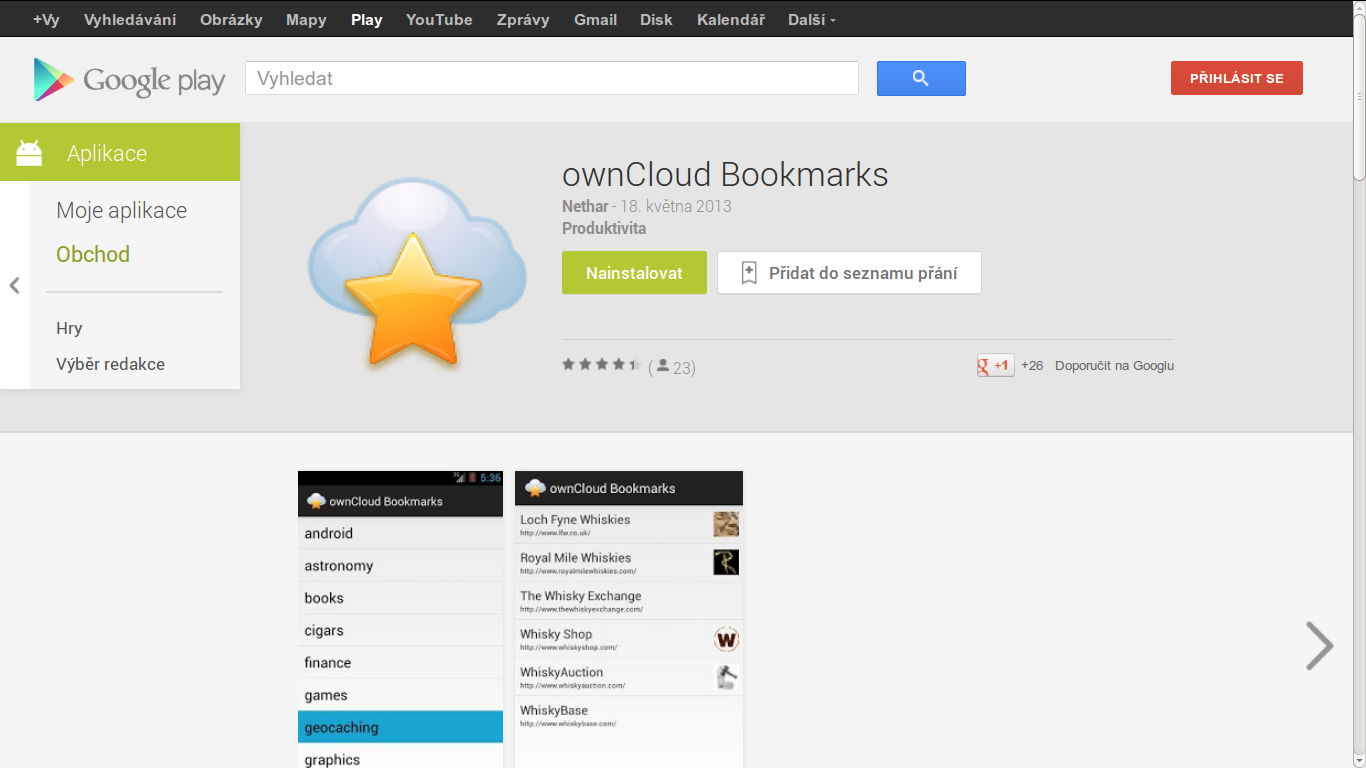 +Vy Vyhledávání Obrázky Mapy Play YouTube Zprávy Gmail Disk Kalendář Další
Google play Vyhledat PŘIHLÁSIT SE
Aplikace
Moje aplikace
Obchod
Hry
Výběr redakce
ownCloud Bookmarks
Nethar - 18. května 2013
Produktivita
Nainstalovat Přidat do seznamu přání
(23) g +1 +26 Doporučit na Googlu
3G 5:36
ownCloud Bookmarks
android
astronomy
books
cigars
finance
games
geocaching
graphics
ownCloud Bookmarks
Loch Fyne Whiskies
http://www.lfw.co.uk/
Royal Mile Whiskies
http://www.royalmilewhiskies.com/
The Whisky Exchange
http://www.thewhiskyexchange.com/
Whisky Shop
http://www.whiskyshop.com/
W
WhiskyAuction
http://www.whiskyauction.com/
WhiskyBase
http://www.whiskybase.com/